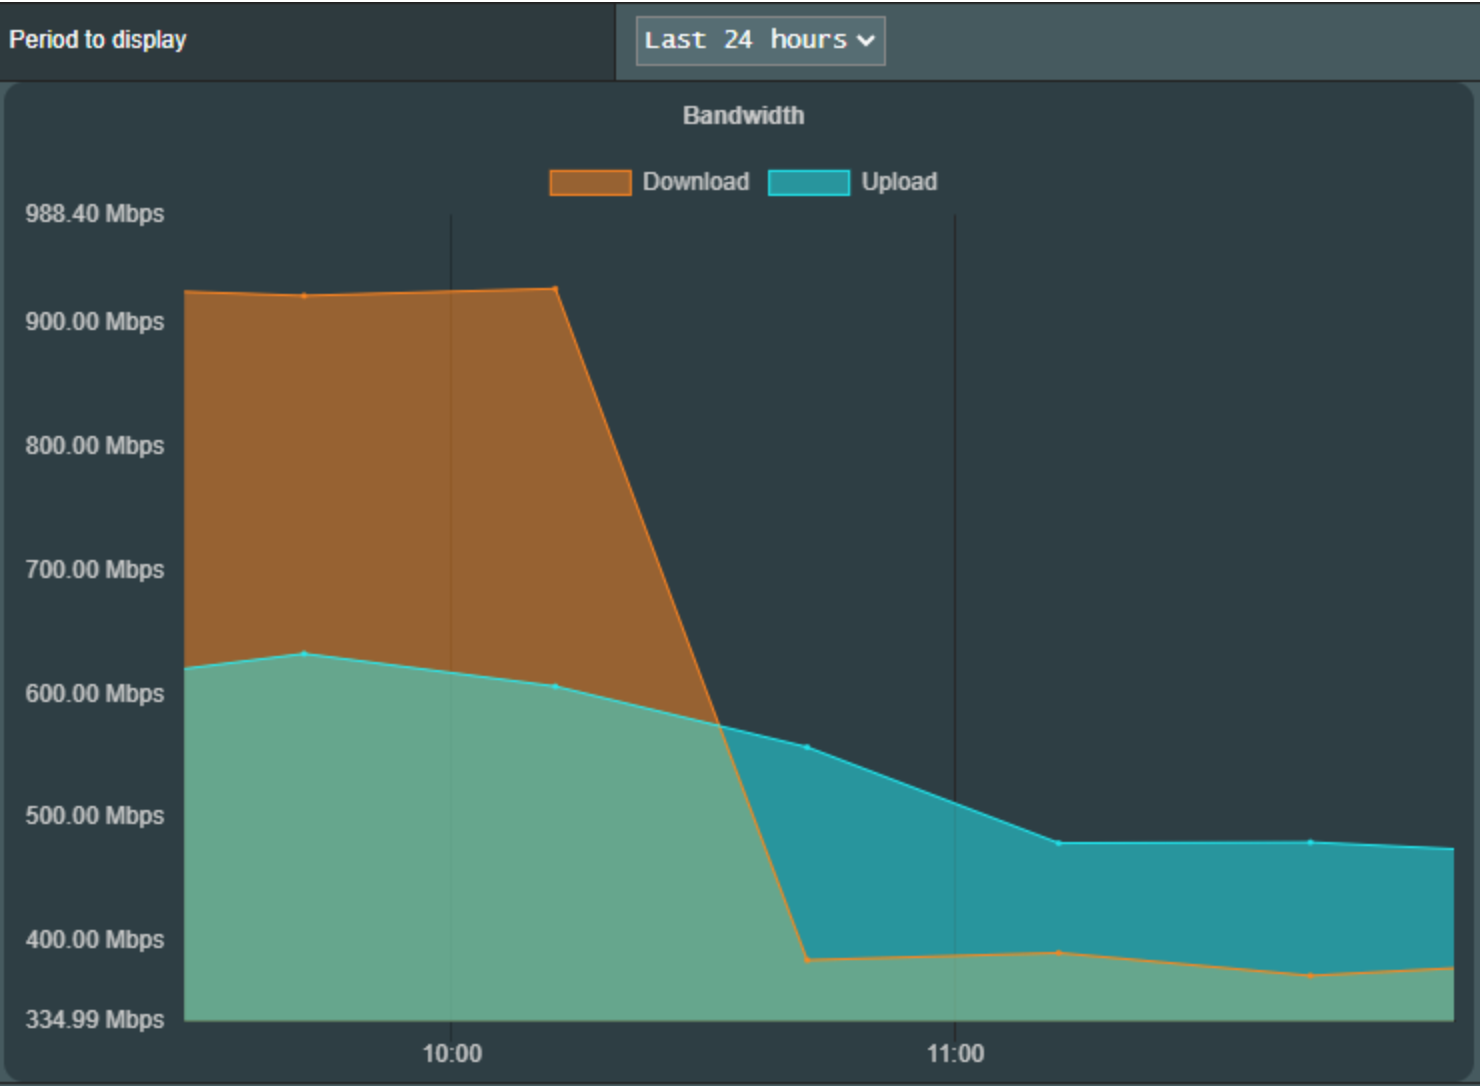 Period to display
Last 24 hours
Bandwidth
Download Upload
988.40 Mbps
900.00 Mbps
800.00 Mbps
700.00 Mbps
600.00 Mbps
500.00 Mbps
400.00 Mbps
334.99 Mbps
10:00 11:00